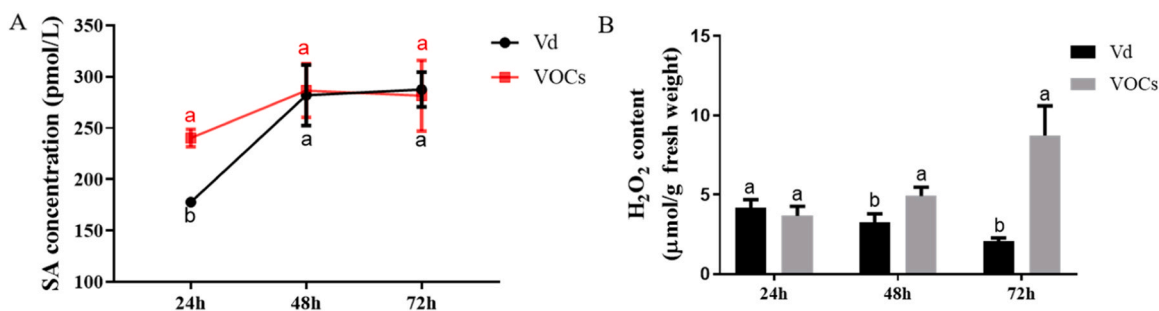 A
SA concentration (pmol/L)
350
300
250
200
150
100
a
b
a
a
a
a
24h
48h
72h
Vd
VOCs
B
H₂O₂ content
(μmol/g fresh weight)
15
10
5
0
a
a
b
a
b
a
24h
48h
72h
Vd
VOCs